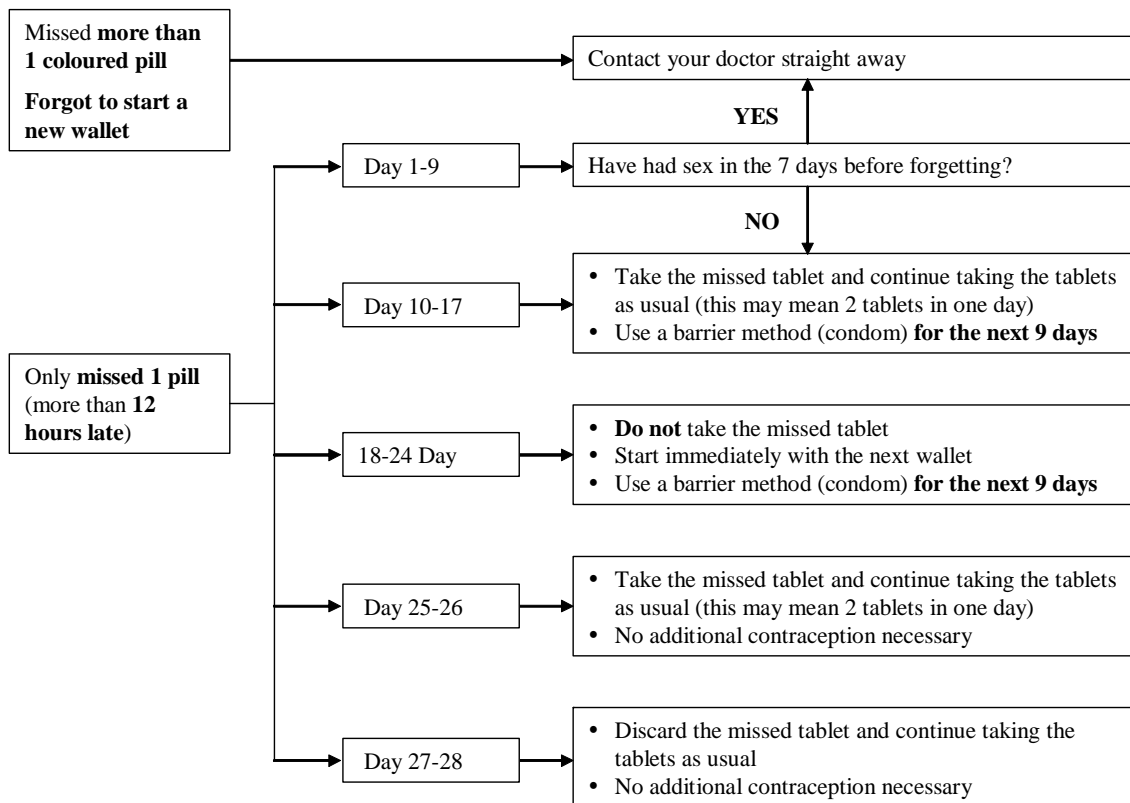 Missed more than
1 coloured pill
Forgot to start a
new wallet
Contact your doctor straight away
YES
Day 1-9
Have had sex in the 7 days before forgetting?
NO
Day 10-17
• Take the missed tablet and continue taking the tablets
as usual (this may mean 2 tablets in one day)
• Use a barrier method (condom) for the next 9 days
Only missed 1 pill
(more than 12
hours late)
18-24 Day
• Do not take the missed tablet
• Start immediately with the next wallet
• Use a barrier method (condom) for the next 9 days
Day 25-26
• Take the missed tablet and continue taking the tablets
as usual (this may mean 2 tablets in one day)
• No additional contraception necessary
Day 27-28
• Discard the missed tablet and continue taking the
tablets as usual
• No additional contraception necessary